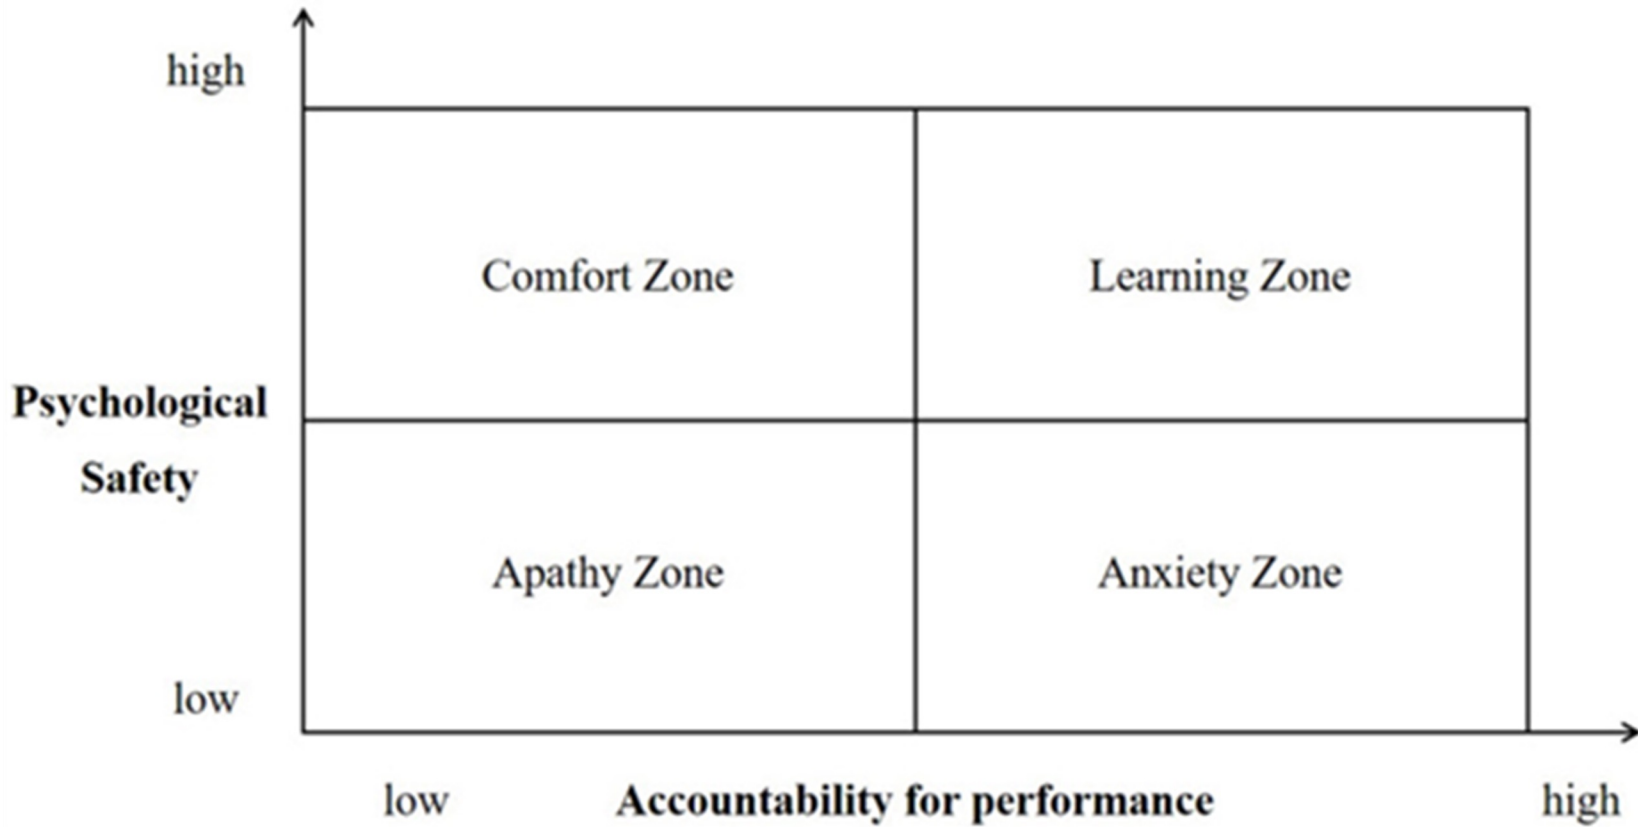 high
Comfort Zone
Learning Zone
Psychological
Safety
Apathy Zone
Anxiety Zone
low
low
Accountability for performance
high